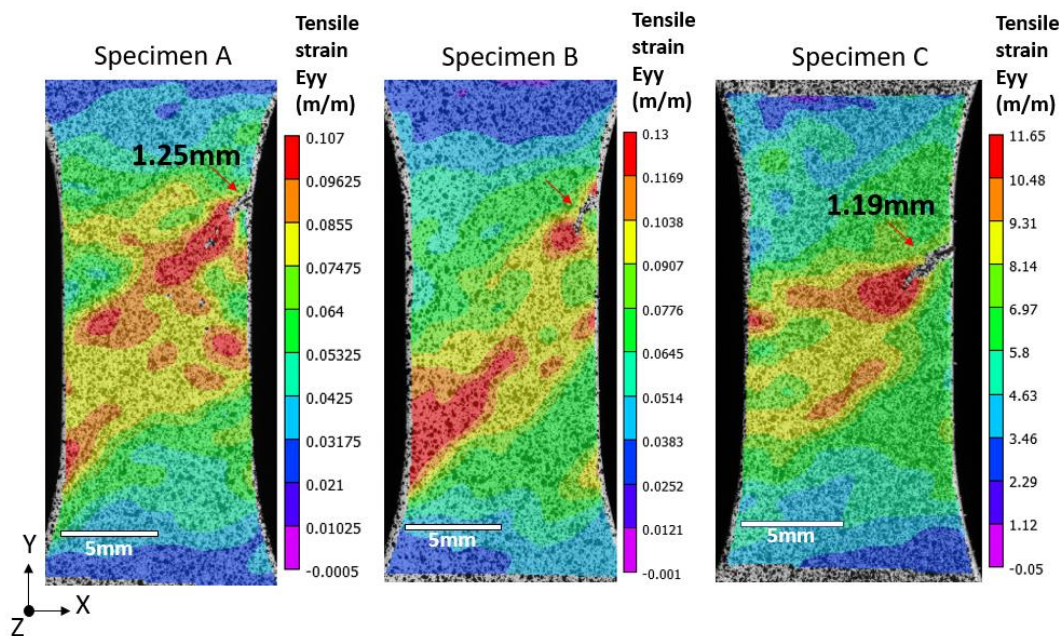 Specimen A
Tensile
strain
Eyy
(m/m)
0.107
0.09625
0.0855
0.07475
0.064
0.05325
0.0425
0.03175
0.021
0.01025
-0.0005
1.25mm
5mm
Specimen B
Tensile
strain
Eyy
(m/m)
0.13
0.1169
0.1038
0.0907
0.0776
0.0645
0.0514
0.0383
0.0252
0.0121
-0.001
5mm
Specimen C
Tensile
strain
Eyy
(m/m)
11.65
10.48
9.31
8.14
6.97
5.8
4.63
3.46
2.29
1.12
-0.05
1.19mm
5mm
Y
Z
X